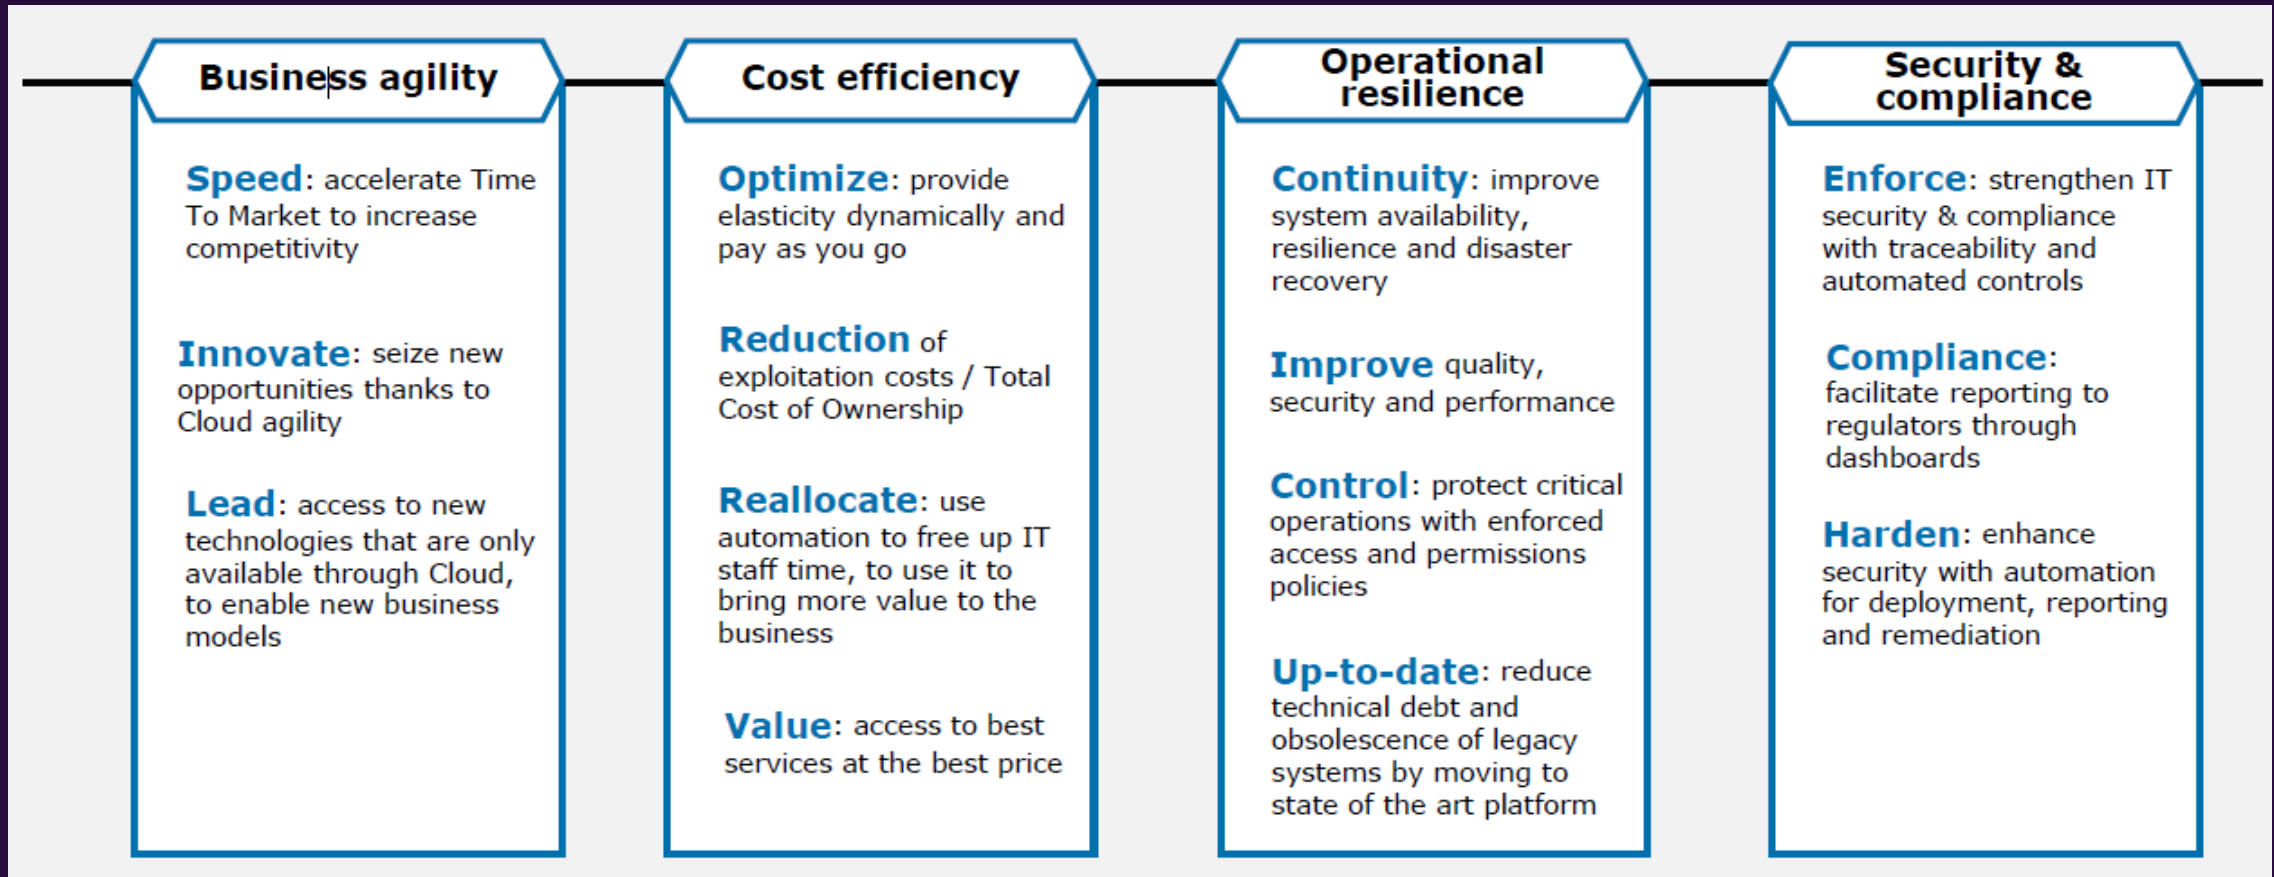 Business agility
Speed: accelerate Time
To Market to increase
competitivity
Innovate: seize new
opportunities thanks to
Cloud agility
Lead: access to new
technologies that are only
available through Cloud,
to enable new business
models
Cost efficiency
Optimize: provide
elasticity dynamically and
pay as you go
Reduction of
exploitation costs / Total
Cost of Ownership
Reallocate: use
automation to free up IT
staff time, to use it to
bring more value to the
business
Value: access to best
services at the best price
Operational
resilience
Continuity: improve
system availability,
resilience and disaster
recovery
Improve quality,
security and performance
Control: protect critical
operations with enforced
access and permissions
policies
Up-to-date: reduce
technical debt and
obsolescence of legacy
systems by moving to
state of the art platform
Security &
compliance
Enforce: strengthen IT
security & compliance
with traceability and
automated controls
Compliance:
facilitate reporting to
regulators through
dashboards
Harden: enhance
security with automation
for deployment, reporting
and remediation